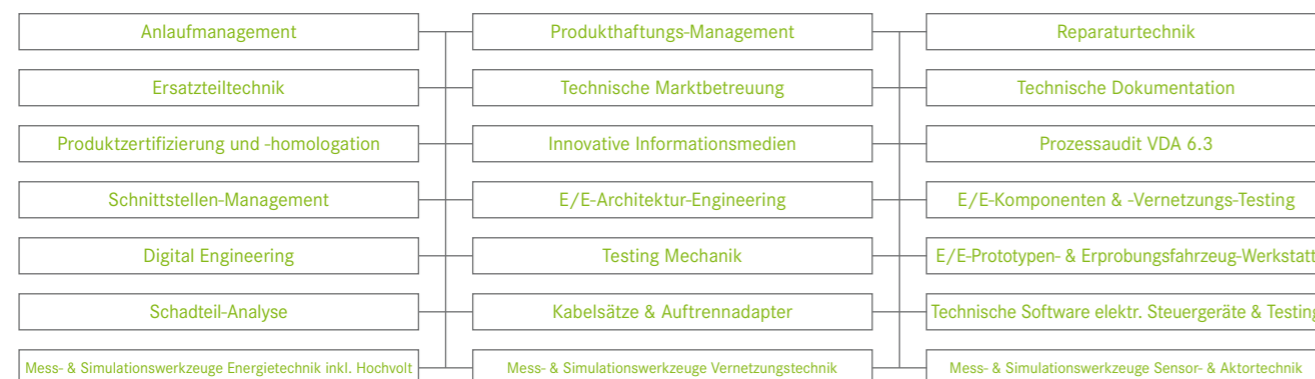 Anlaufmanagement
Produkthaftungs-Management
Reparaturtechnik
Ersatzteiltechnik
Technische Marktbetreuung
Technische Dokumentation
Produktzertifizierung und -homologation
Innovative Informationsmedien
Prozessaudit VDA 6.3
Schnittstellen-Management
E/E-Architektur-Engineering
E/E-Komponenten & -Vernetzungs-Testing
Digital Engineering
Testing Mechanik
E/E-Prototypen- & Erprobungsfahrzeug-Werkstatt
Schadteil-Analyse
Kabelsätze & Auftrennadapter
Technische Software elektr. Steuergeräte & Testing
Mess- & Simulationswerkzeuge Energietechnik inkl. Hochvolt
Mess- & Simulationswerkzeuge Vernetzungstechnik
Mess- & Simulationswerkzeuge Sensor- & Aktortechnik